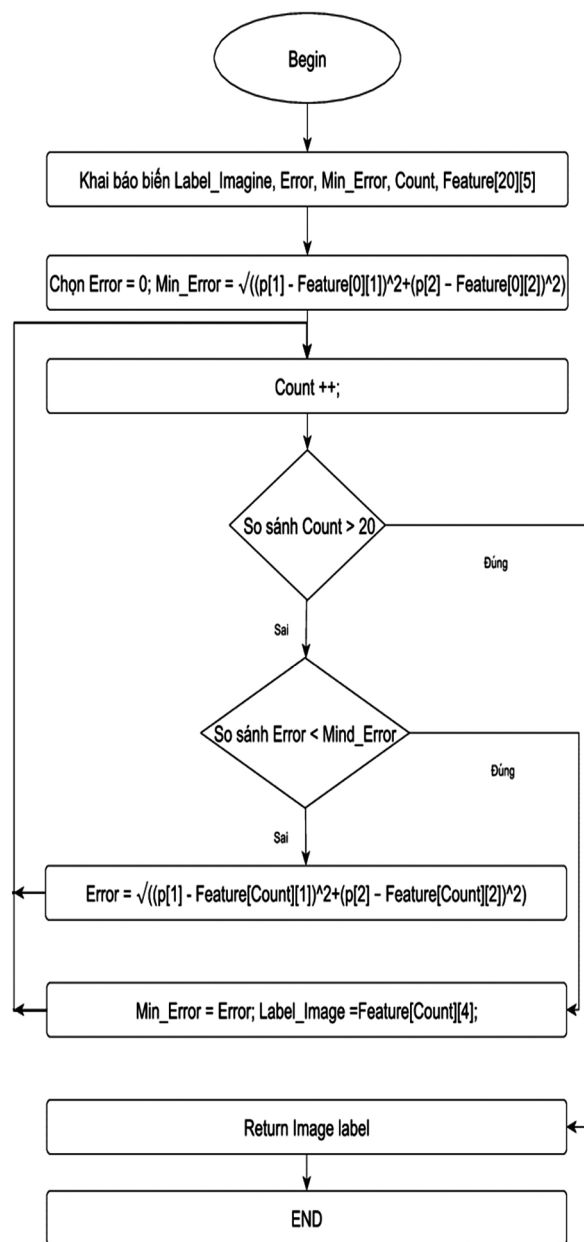 Begin
Khai báo biến Label_Imagine, Error, Min_Error, Count, Feature[20][5]
Chọn Error = 0; Min_Error = √((p[1] - Feature[0][1])^2+(p[2] – Feature[0][2])^2)
Count ++;
So sánh Count > 20
Đúng
Sai
So sánh Error < Mind_Error
Đúng
Sai
Error = √((p[1] - Feature[Count][1])^2+(p[2] – Feature[Count][2])^2)
Min_Error = Error; Label_Image =Feature[Count][4];
Return Image label
END